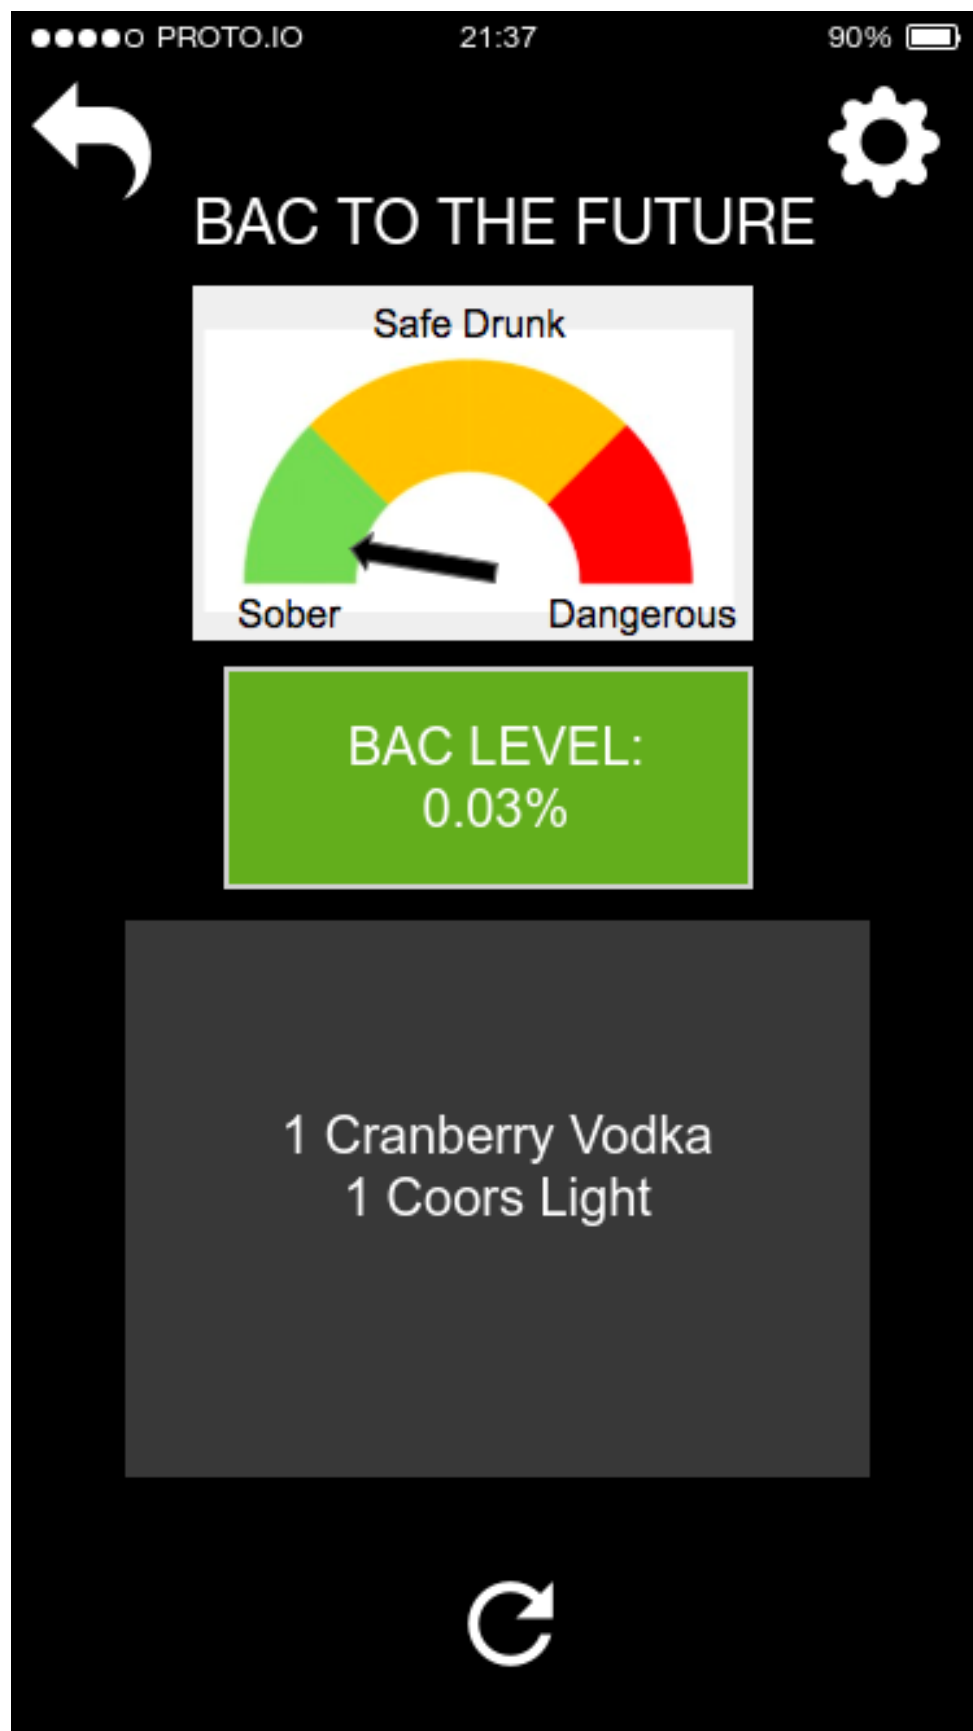 PROTO.IO 21:37 90%
BAC TO THE FUTURE
Safe Drunk
Sober Dangerous
BAC LEVEL:
0.03%
1 Cranberry Vodka
1 Coors Light